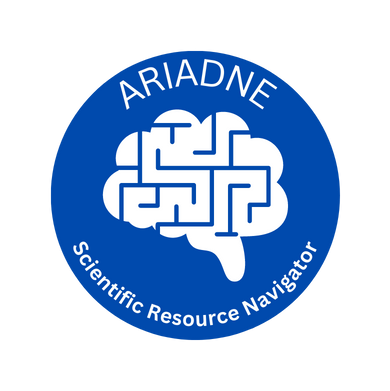 ARIADNE
Scientific Resource Navigator